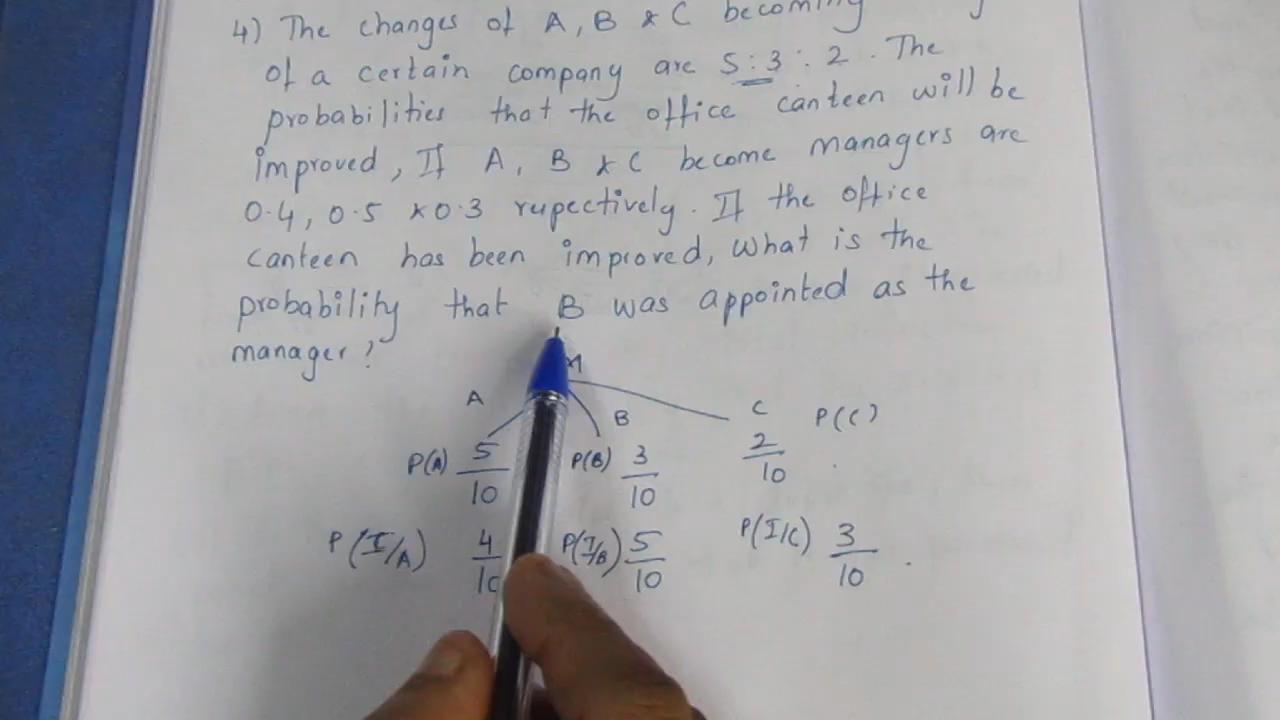 4) The changes of A, B & C becoming
of a certain company are 5 : 3 : 2 . The
probabilities that the office canteen will be
improved, If A, B & C become managers are
0.4, 0.5 & 0.3 rupectively. If the office
canteen has been improved, what is the
probability that B was appointed as the
manager?
A B C P(C)
P(A) 5/10 P(B) 3/10 2/10
P(I/A) 4/10 P(I/B) 5/10 P(I/C) 3/10 .